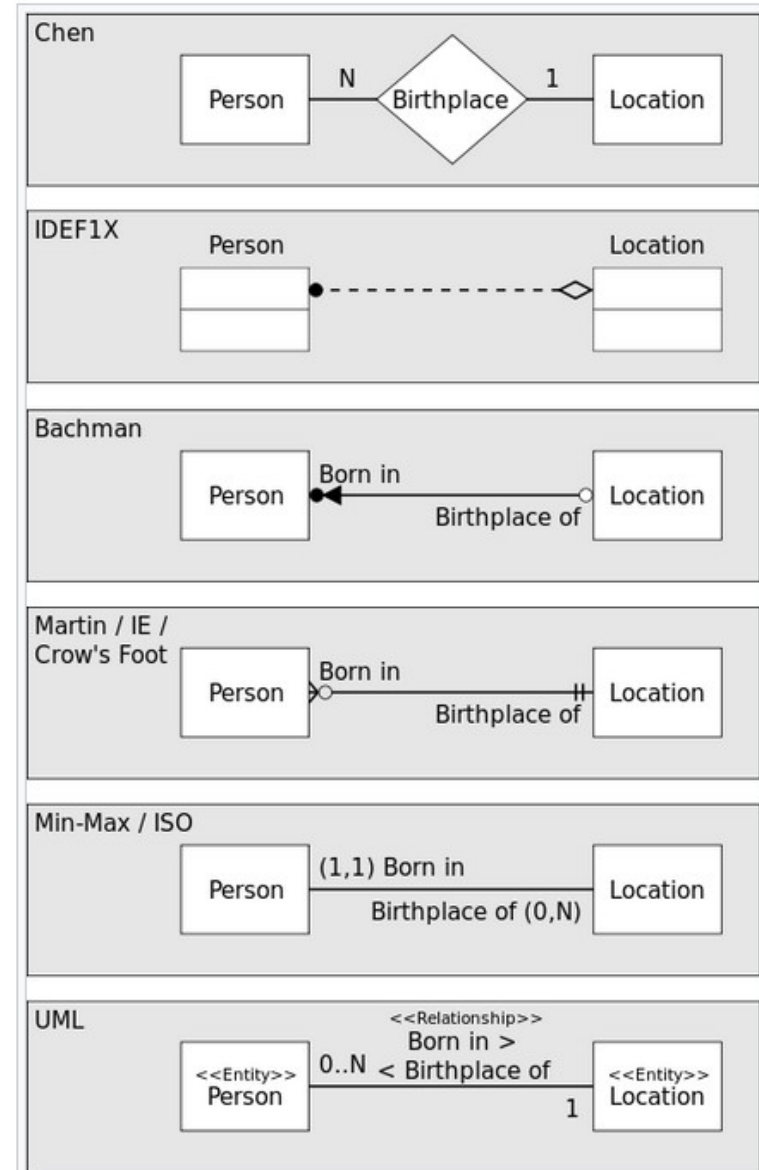 Chen
Person
N
Birthplace
1
Location
IDEF1X
Person
Location
Bachman
Person
Born in
Birthplace of
Location
Martin / IE /
Crow's Foot
Person
Born in
Birthplace of
Location
Min-Max / ISO
Person
(1,1) Born in
Birthplace of (0,N)
Location
UML
<<Entity>>
Person
0..N
<<Relationship>>
Born in >
< Birthplace of
1
<<Entity>>
Location